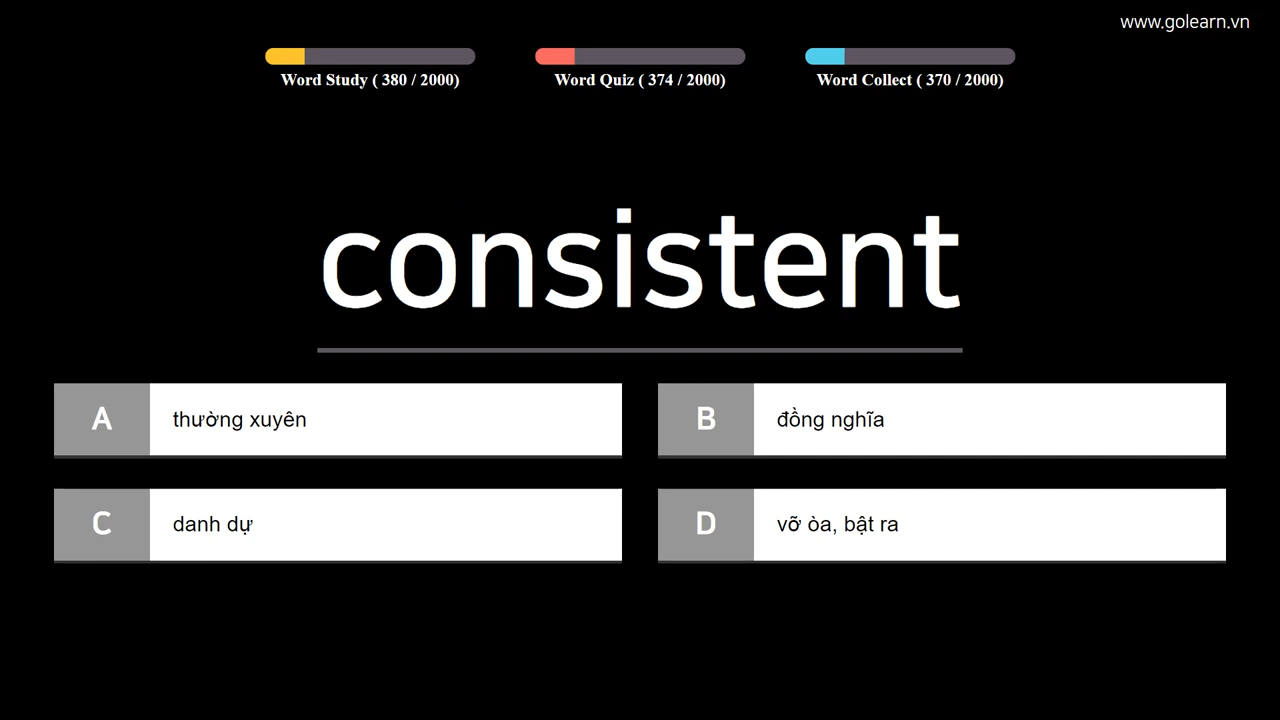 www.golearn.vn
Word Study ( 380 / 2000)
Word Quiz ( 374 / 2000)
Word Collect ( 370 / 2000)
consistent
A thường xuyên
B đồng nghĩa
C danh dự
D vỡ òa, bật ra